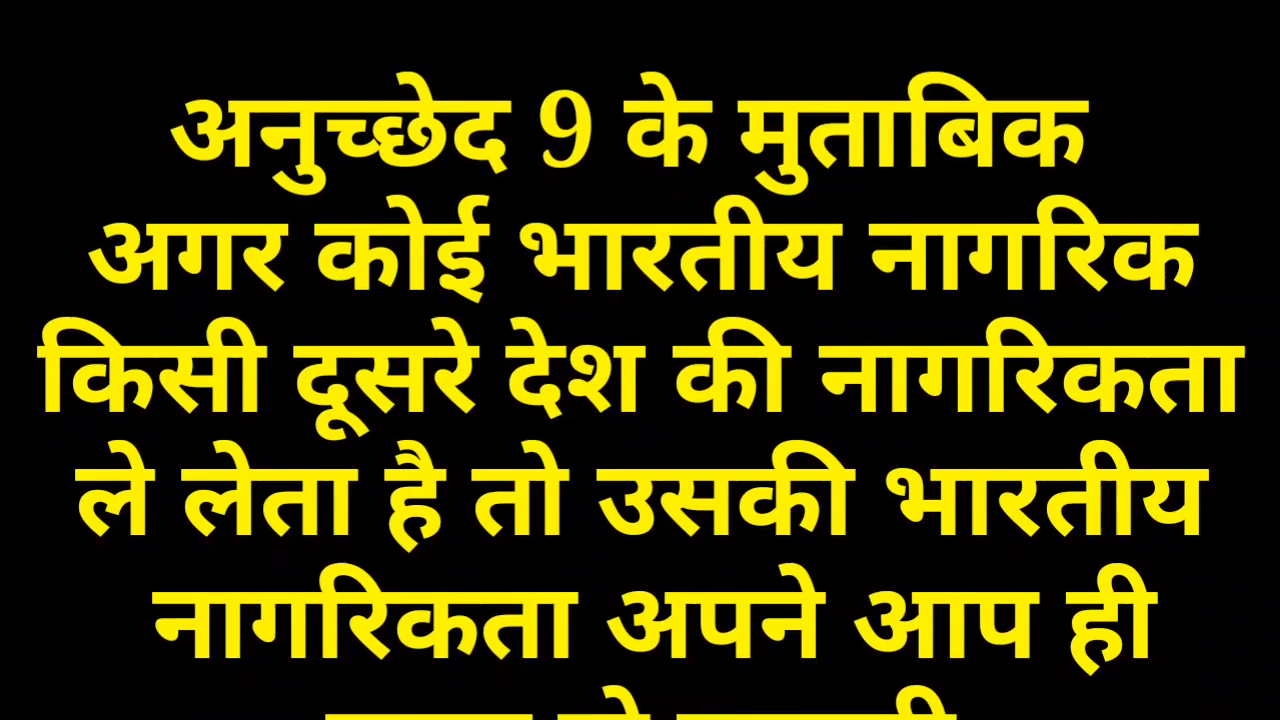 अनुच्छेद 9 के मुताबिक
अगर कोई भारतीय नागरिक
किसी दूसरे देश की नागरिकता
ले लेता है तो उसकी भारतीय
नागरिकता अपने आप ही